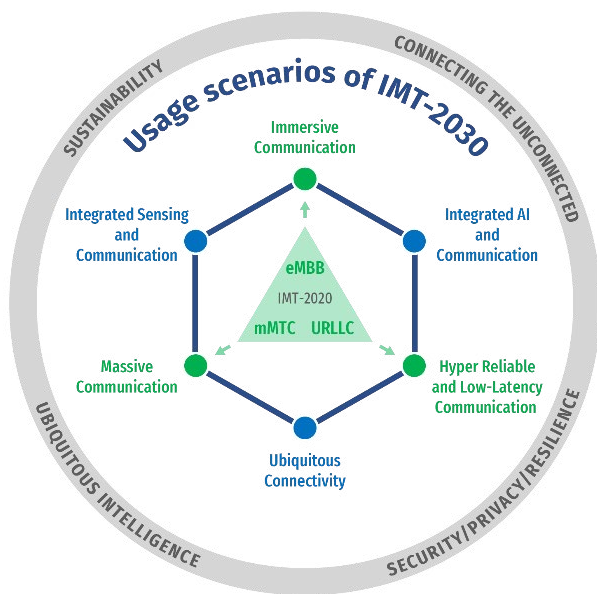 SUSTAINABILITY
CONNECTING THE UNCONNECTED
Usage scenarios of IMT-2030
Immersive
Communication
Integrated Sensing
and
Communication
Integrated AI
and
Communication
eMBB
IMT-2020
mMTC URLLC
Massive
Communication
Hyper Reliable
and Low-Latency
Communication
Ubiquitous
Connectivity
UBIQUITOUS INTELLIGENCE
SECURITY/PRIVACY/RESILIENCE